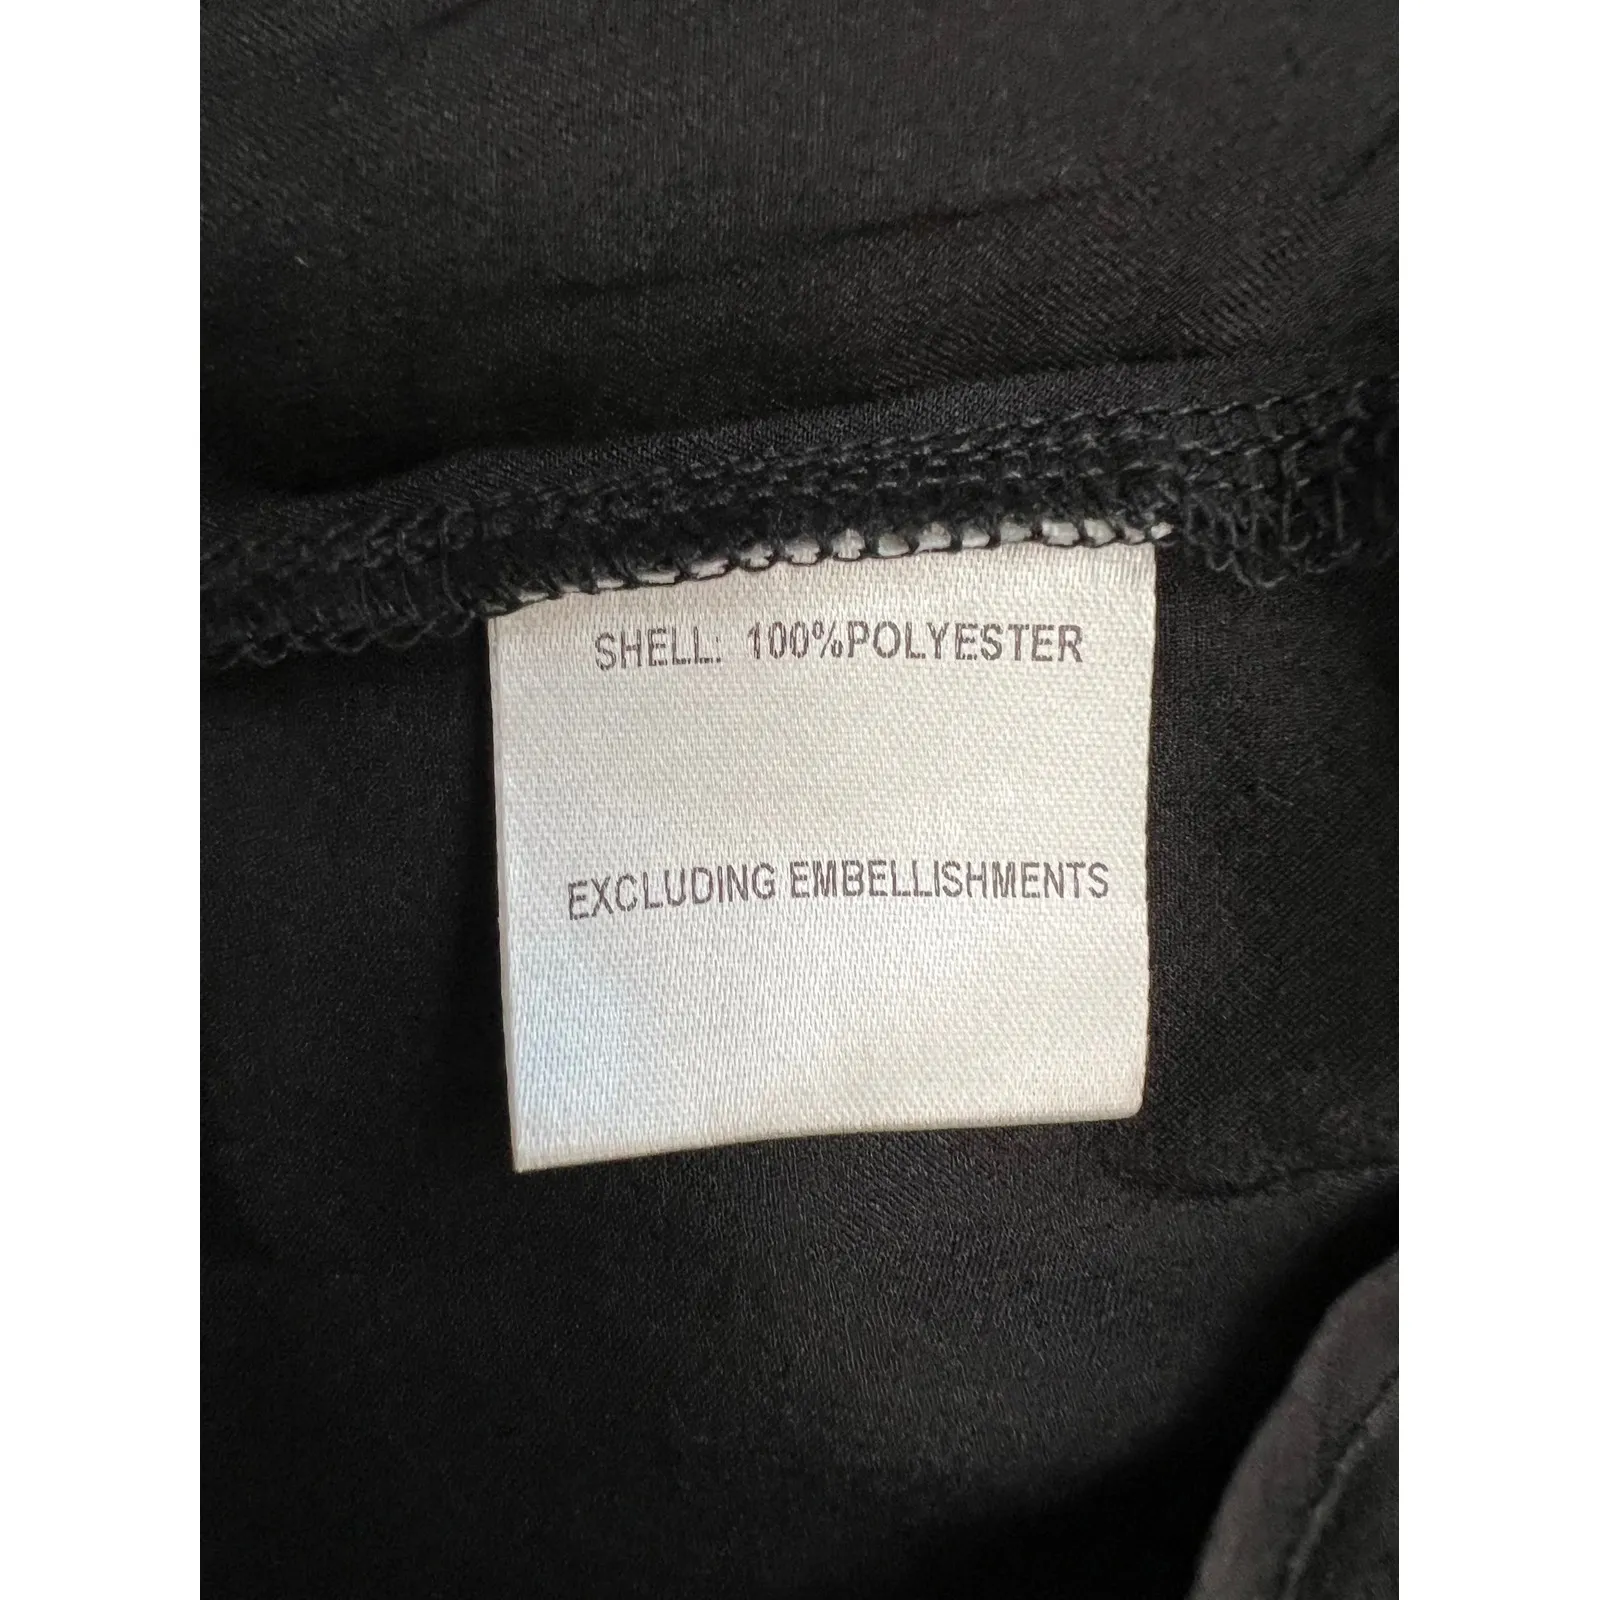 SHELL: 100%POLYESTER
EXCLUDING EMBELLISHMENTS